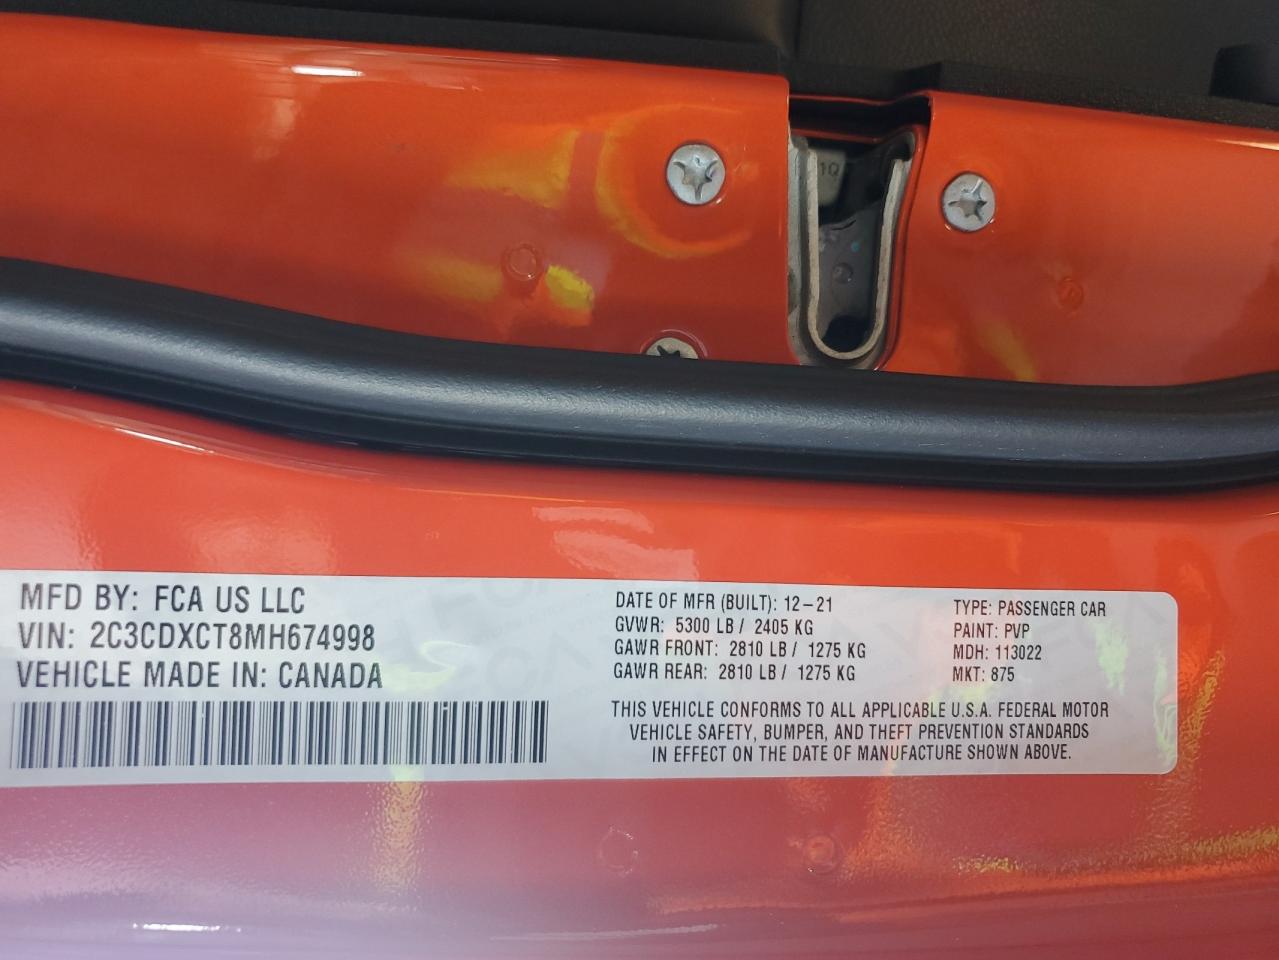 1Q
MFD BY: FCA US LLC
VIN: 2C3CDXCT8MH674998
VEHICLE MADE IN: CANADA
DATE OF MFR (BUILT): 12-21
GVWR: 5300 LB / 2405 KG
GAWR FRONT: 2810 LB / 1275 KG
GAWR REAR: 2810 LB / 1275 KG
TYPE: PASSENGER CAR
PAINT: PVP
MDH: 113022
MKT: 875
THIS VEHICLE CONFORMS TO ALL APPLICABLE U.S.A. FEDERAL MOTOR
VEHICLE SAFETY, BUMPER, AND THEFT PREVENTION STANDARDS
IN EFFECT ON THE DATE OF MANUFACTURE SHOWN ABOVE.